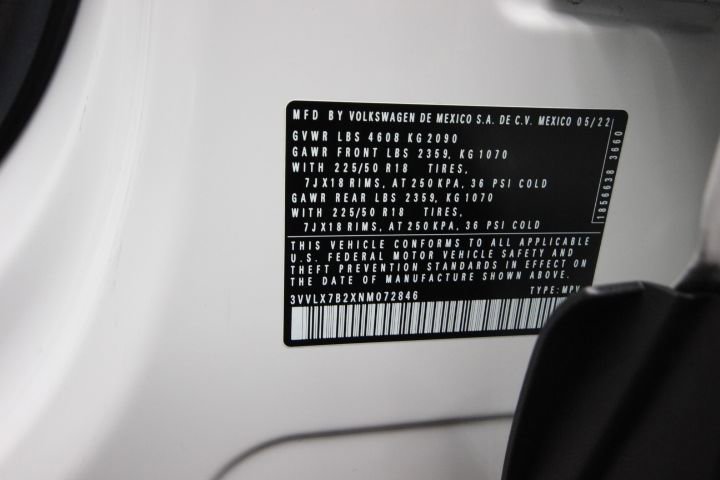 MFD BY VOLKSWAGEN DE MEXICO S.A. DE C.V. MEXICO 05/22
GVWR LBS 4608 KG 2090
GAWR FRONT LBS 2359, KG 1070
WITH 225/50 R18 TIRES,
7JX18 RIMS, AT 250 KPA, 36 PSI COLD
GAWR REAR LBS 2359, KG 1070
WITH 225/50 R18 TIRES,
7JX18 RIMS, AT 250 KPA, 36 PSI COLD
1856638 3660
THIS VEHICLE CONFORMS TO ALL APPLICABLE
U.S. FEDERAL MOTOR VEHICLE SAFETY AND
THEFT PREVENTION STANDARDS IN EFFECT ON
THE DATE OF MANUFACTURE SHOWN ABOVE.
3VVLX7B2XNM072846 TYPE: MPV